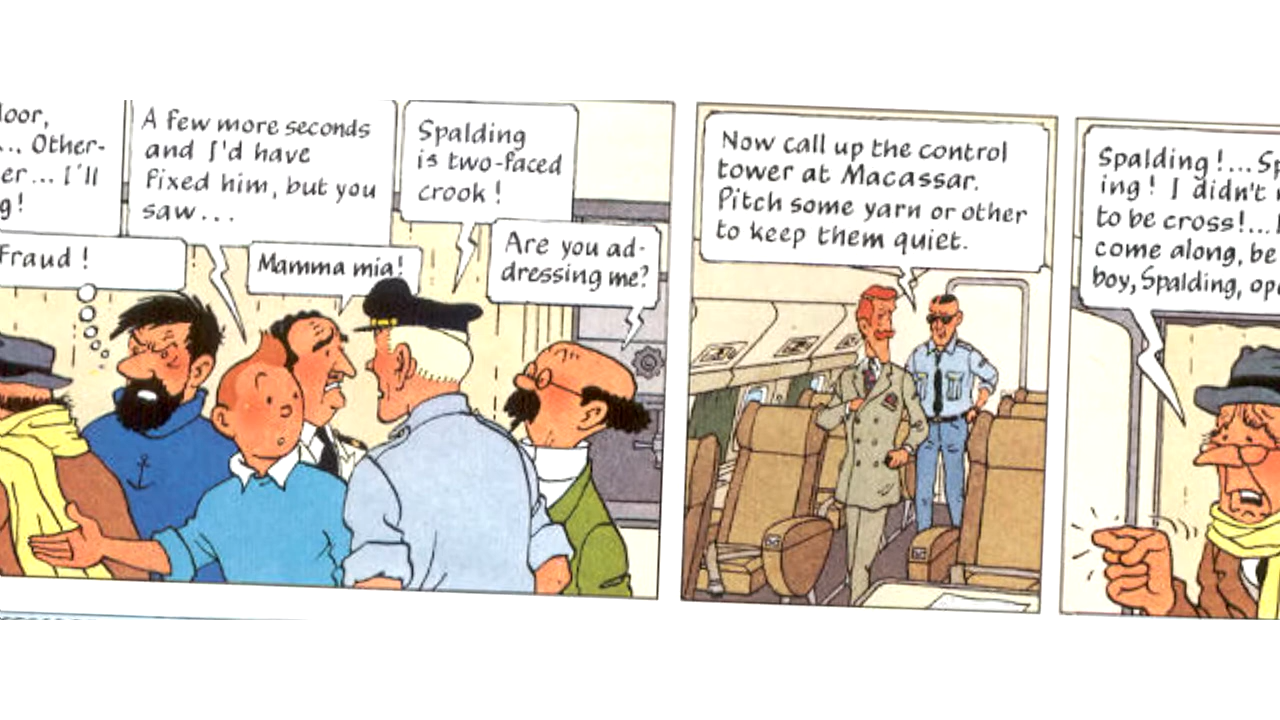 loor,
... Other-
er... I'll
g!
Fraud !
A few more seconds
and I'd have
fixed him, but you
saw...
Mamma mia!
Spalding
is two-faced
crook !
Are you ad-
dressing me?
Now call up the control
tower at Macassar.
Pitch some yarn or other
to keep them quiet.
Spalding !... Sp
ing ! I didn't
to be cross!...
come along, be
boy, Spalding, ope